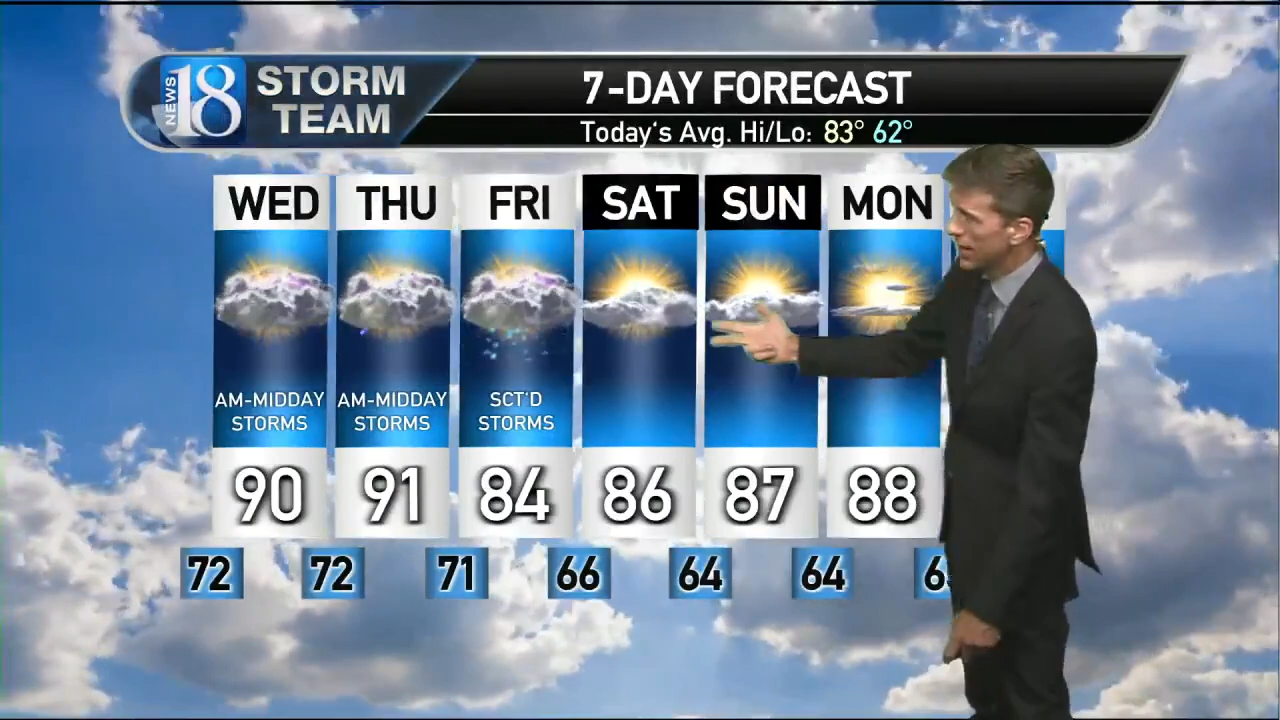 NEWS 18 STORM TEAM
7-DAY FORECAST
Today's Avg. Hi/Lo: 83° 62°
WED THU FRI SAT SUN MON
AM-MIDDAY STORMS AM-MIDDAY STORMS SCT'D STORMS
90 91 84 86 87 88
72 72 71 66 64 64